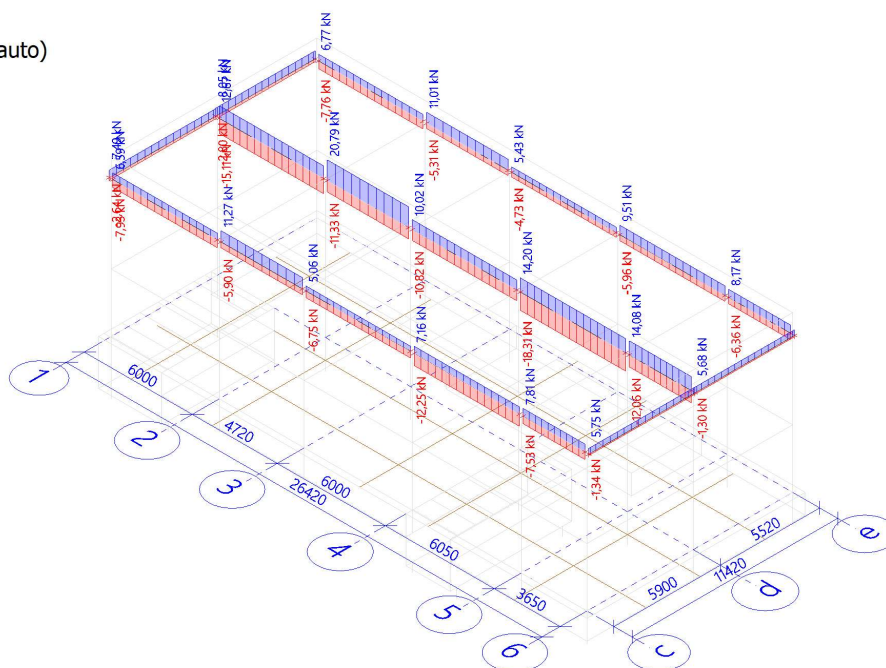 auto)
6,77 kN
-7,76 kN
11,01 kN
-5,31 kN
5,43 kN
-4,73 kN
9,51 kN
-5,96 kN
8,17 kN
-6,36 kN
20,79 kN
-11,33 kN
10,02 kN
-10,82 kN
14,20 kN
-18,31 kN
14,08 kN
-12,06 kN
5,68 kN
-1,30 kN
-7,95 kN
11,27 kN
-5,90 kN
5,06 kN
-6,75 kN
7,16 kN
-12,25 kN
7,81 kN
-7,53 kN
5,75 kN
-1,34 kN
6000
4720
6000
26420
6050
3650
5900
11420
5520
1
2
3
4
5
6
c
d
e